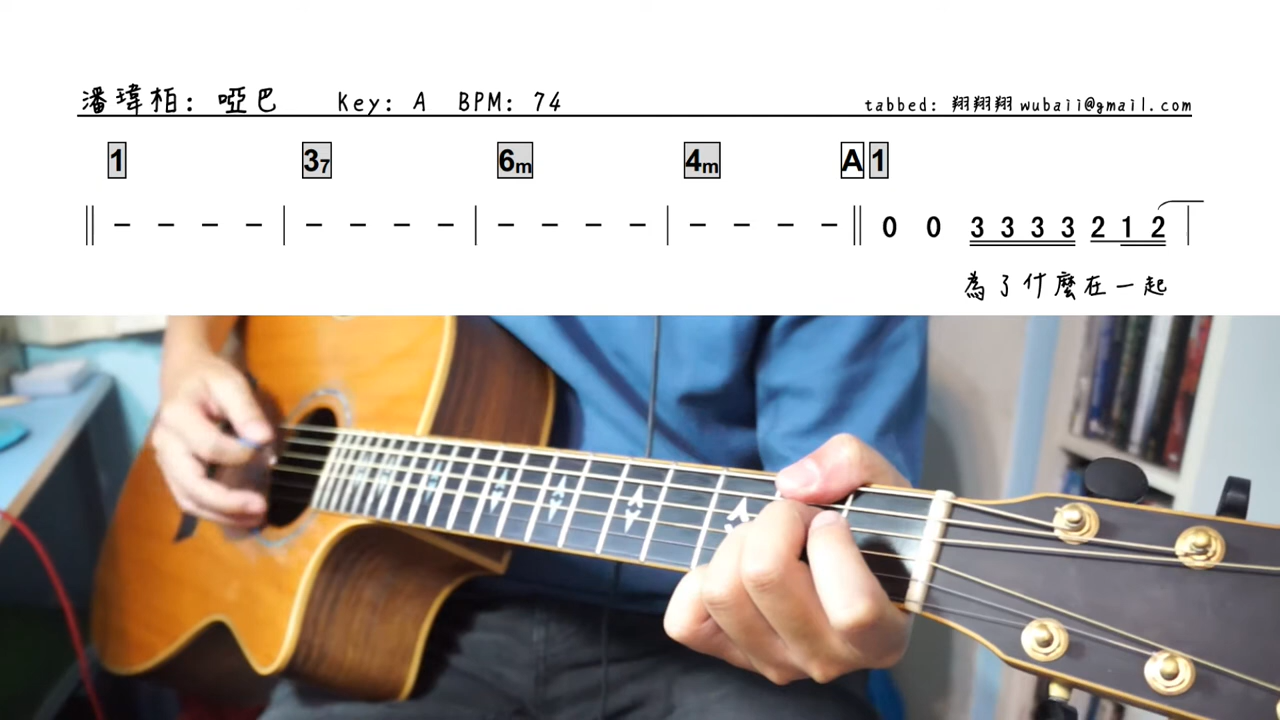 潘瑋柏: 啞巴 Key: A BPM: 74 tabbed: 翔翔翔 wubaii@gmail.com
1 37 6m 4m A 1
- - - - | - - - - | - - - - | - - - - || 0 0 3 3 3 3 2 1 2 |
為了什麼在一起